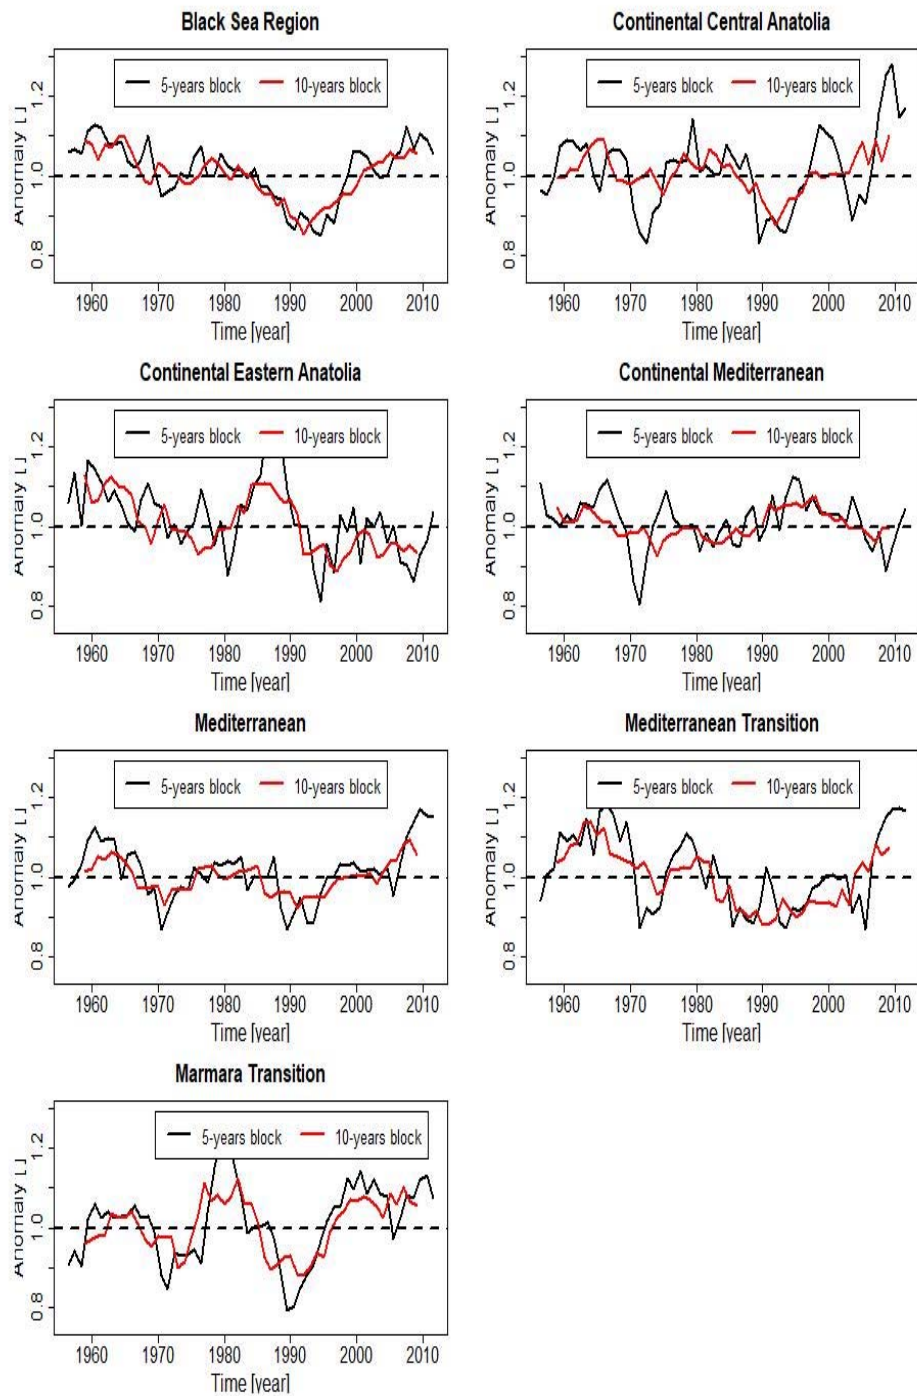 Black Sea Region
5-years block 10-years block
Anomaly [ ]
0.8 1.0 1.2
1960 1970 1980 1990 2000 2010
Time [year]
Continental Central Anatolia
5-years block 10-years block
Anomaly [ ]
0.8 1.0 1.2
1960 1970 1980 1990 2000 2010
Time [year]
Continental Eastern Anatolia
5-years block 10-years block
Anomaly [ ]
0.8 1.0 1.2
1960 1970 1980 1990 2000 2010
Time [year]
Continental Mediterranean
5-years block 10-years block
Anomaly [ ]
0.8 1.0 1.2
1960 1970 1980 1990 2000 2010
Time [year]
Mediterranean
5-years block 10-years block
Anomaly [ ]
0.8 1.0 1.2
1960 1970 1980 1990 2000 2010
Time [year]
Mediterranean Transition
5-years block 10-years block
Anomaly [ ]
0.8 1.0 1.2
1960 1970 1980 1990 2000 2010
Time [year]
Marmara Transition
5-years block 10-years block
Anomaly [ ]
0.8 1.0 1.2
1960 1970 1980 1990 2000 2010
Time [year]